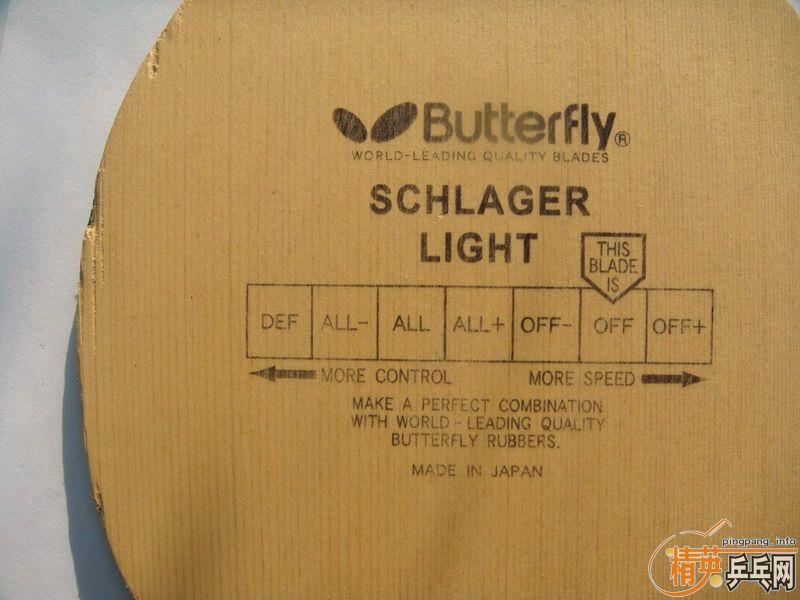 Butterfly®
WORLD-LEADING QUALITY BLADES
SCHLAGER
LIGHT
THIS
BLADE
IS
DEF ALL- ALL ALL+ OFF- OFF OFF+
MORE CONTROL MORE SPEED
MAKE A PERFECT COMBINATION
WITH WORLD-LEADING QUALITY
BUTTERFLY RUBBERS.
MADE IN JAPAN
pingpang.info
精英乒乓网